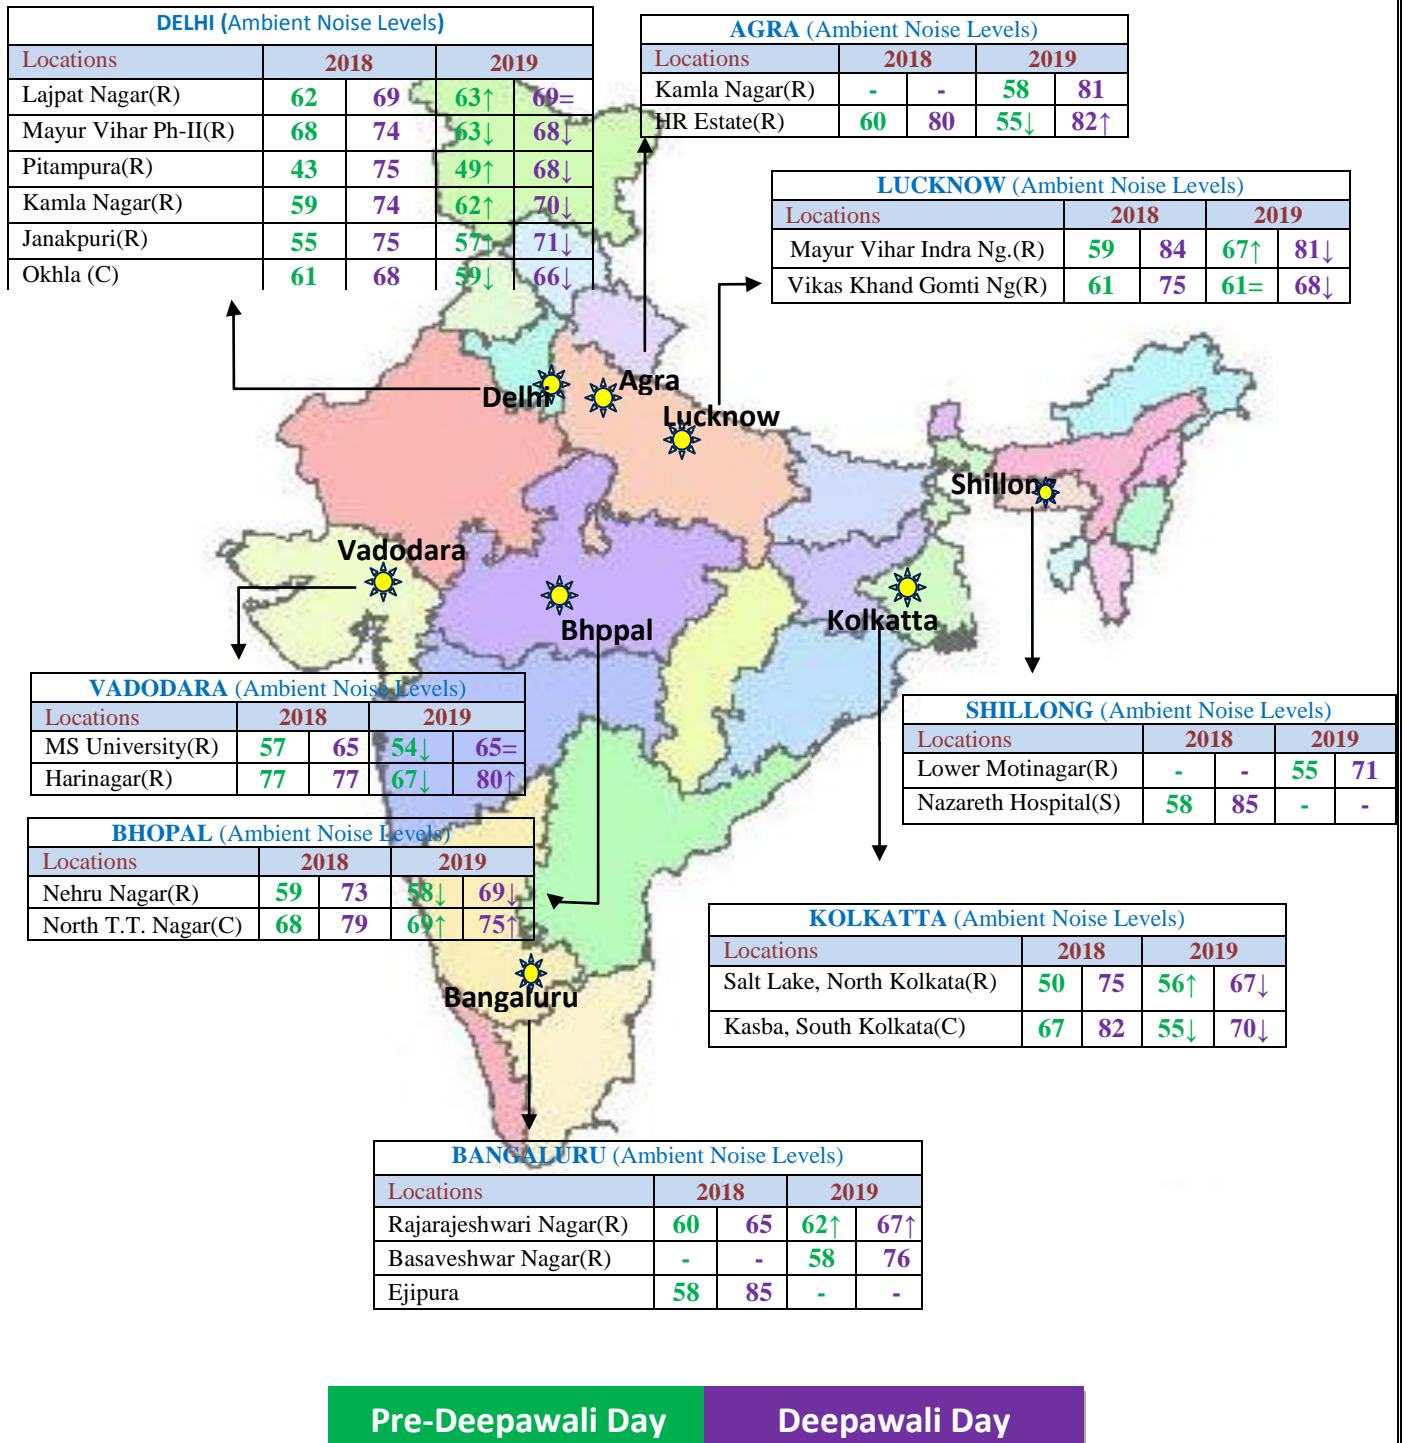 DELHI (Ambient Noise Levels)
Locations 2018 2019
Lajpat Nagar(R) 62 69 63↑ 69=
Mayur Vihar Ph-II(R) 68 74 63↓ 68↓
Pitampura(R) 43 75 49↑ 68↓
Kamla Nagar(R) 59 74 62↑ 70↓
Janakpuri(R) 55 75 57↑ 71↓
Okhla (C) 61 68 59↓ 66↓
AGRA (Ambient Noise Levels)
Locations 2018 2019
Kamla Nagar(R) - - 58 81
HR Estate(R) 60 80 55↓ 82↑
LUCKNOW (Ambient Noise Levels)
Locations 2018 2019
Mayur Vihar Indra Ng.(R) 59 84 67↑ 81↓
Vikas Khand Gomti Ng(R) 61 75 61= 68↓
Delhi
Agra
Lucknow
Shillong
Vadodara
Bhopal
Kolkatta
VADODARA (Ambient Noise Levels)
Locations 2018 2019
MS University(R) 57 65 54↓ 65=
Harinagar(R) 77 77 67↓ 80↑
SHILLONG (Ambient Noise Levels)
Locations 2018 2019
Lower Motinagar(R) - - 55 71
Nazareth Hospital(S) 58 85 - -
BHOPAL (Ambient Noise Levels)
Locations 2018 2019
Nehru Nagar(R) 59 73 58↓ 69↓
North T.T. Nagar(C) 68 79 69↑ 75↑
KOLKATTA (Ambient Noise Levels)
Locations 2018 2019
Salt Lake, North Kolkata(R) 50 75 56↑ 67↓
Kasba, South Kolkata(C) 67 82 55↓ 70↓
Bangaluru
BANGALURU (Ambient Noise Levels)
Locations 2018 2019
Rajarajeshwari Nagar(R) 60 65 62↑ 67↑
Basaveshwar Nagar(R) - - 58 76
Ejipura 58 85 - -
Pre-Deepawali Day Deepawali Day